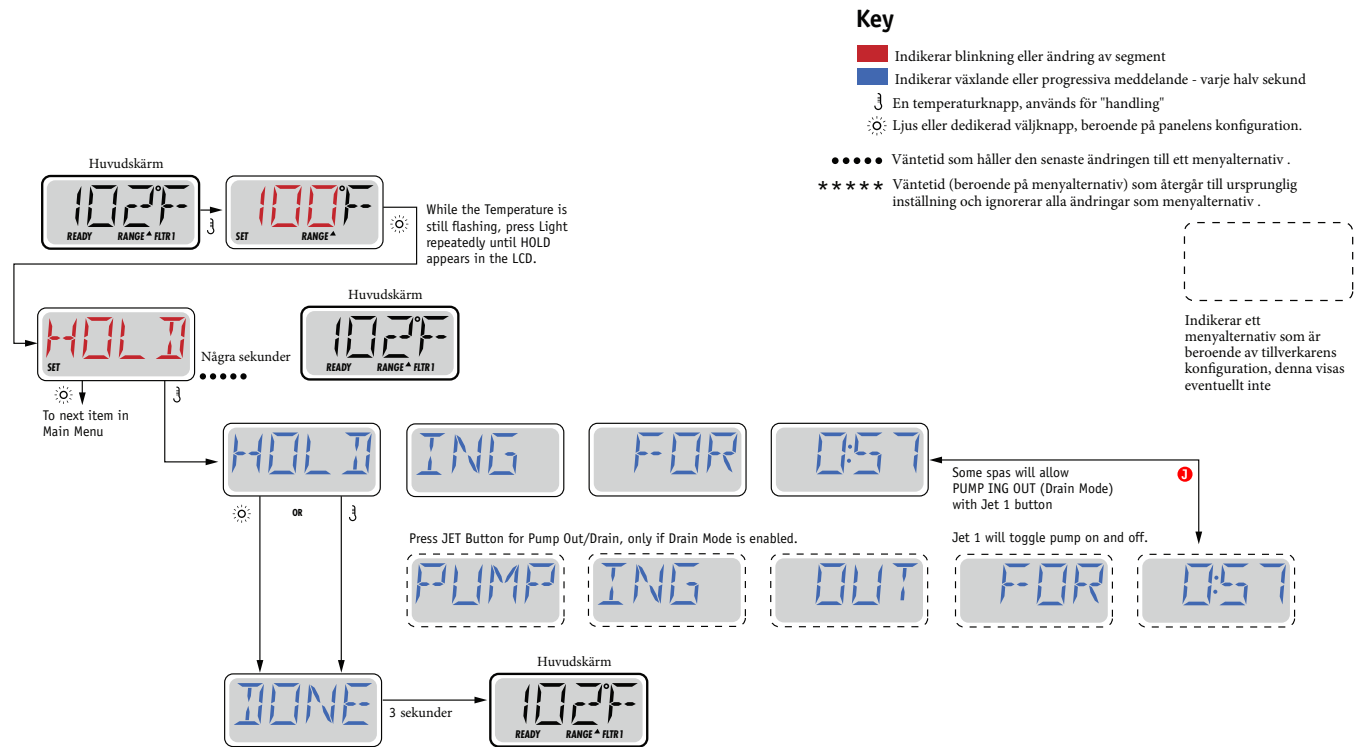 Key
Indikerar blinkning eller ändring av segment
Indikerar växlande eller progressiva meddelande - varje halv sekund
En temperaturknapp, används för "handling"
Ljus eller dedikerad väljknapp, beroende på panelens konfiguration.
••••• Väntetid som håller den senaste ändringen till ett menyalternativ .
***** Väntetid (beroende på menyalternativ) som återgår till ursprunglig
inställning och ignorerar alla ändringar som menyalternativ .
Indikerar ett
menyalternativ som är
beroende av tillverkarens
konfiguration, denna visas
eventuellt inte
Huvudskärm
102°F
READY RANGE FLTR1
100°F
SET RANGE
While the Temperature is
still flashing, press Light
repeatedly until HOLD
appears in the LCD.
HOLD
SET
Några sekunder
•••••
Huvudskärm
102°F
READY RANGE FLTR1
To next item in
Main Menu
HOLD
ING
FOR
0:57
Some spas will allow
PUMP ING OUT (Drain Mode)
with Jet 1 button
J
OR
Press JET Button for Pump Out/Drain, only if Drain Mode is enabled.
Jet 1 will toggle pump on and off.
PUMP
ING
OUT
FOR
0:57
DONE
3 sekunder
Huvudskärm
102°F
READY RANGE FLTR1